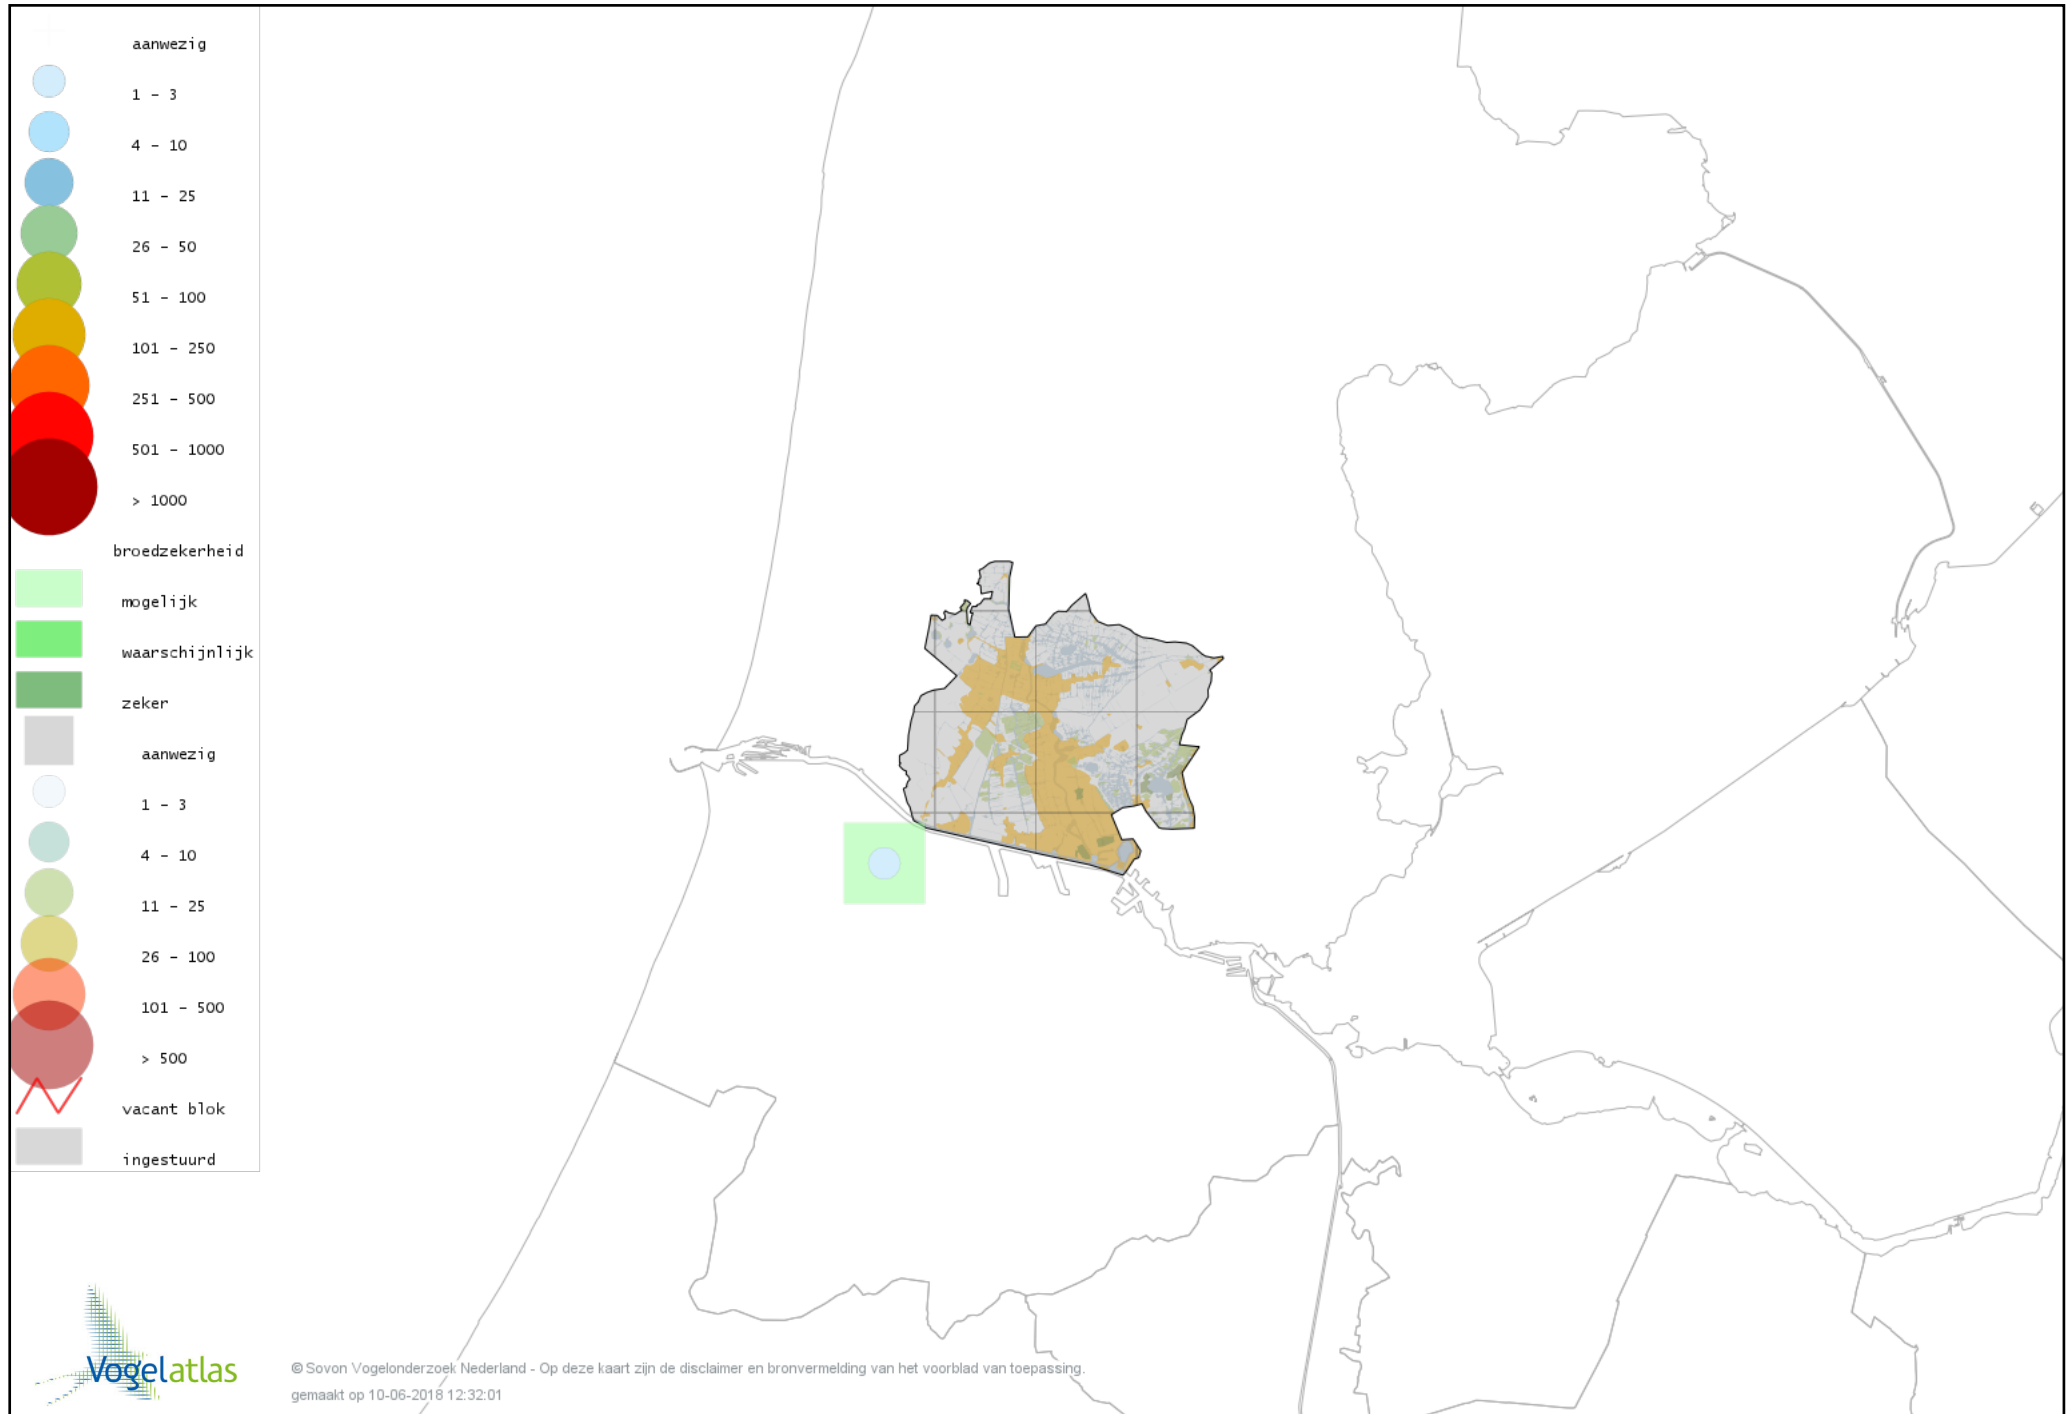 aanwezig
1 - 3
4 - 10
11 - 25
26 - 50
51 - 100
101 - 250
251 - 500
501 - 1000
> 1000
broedzekerheid
mogelijk
waarschijnlijk
zeker
aanwezig
1 - 3
4 - 10
11 - 25
26 - 100
101 - 500
> 500
vacant blok
ingestuurd
Vogelatlas
© Sovon Vogelonderzoek Nederland - Op deze kaart zijn de disclaimer en bronvermelding van het voorblad van toepassing.
gemaakt op 10-06-2018 12:32:01